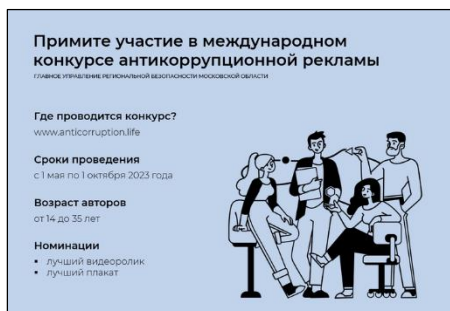 Примите участие в международном
конкурсе антикоррупционной рекламы
ГЛАВНОЕ УПРАВЛЕНИЕ РЕГИОНАЛЬНОЙ БЕЗОПАСНОСТИ МОСКОВСКОЙ ОБЛАСТИ
Где проводится конкурс?
www.anticorruption.life
Сроки проведения
с 1 мая по 1 октября 2023 года
Возраст авторов
от 14 до 35 лет
Номинации
▪ лучший видеоролик
▪ лучший плакат